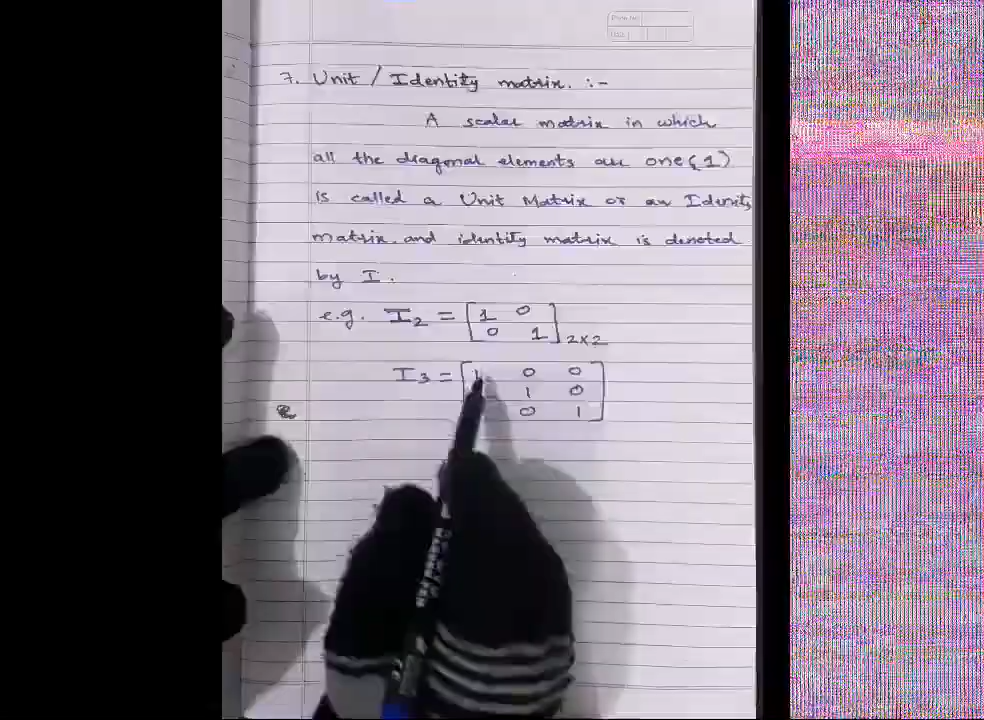 7. Unit / Identity matrix. :-
A scalar matrix in which
all the diagonal elements are one (1)
is called a Unit Matrix or an Idenity
matrix. and identity matrix is denoted
by I.
e.g. I₂ = [1 0
0 1] 2×2
I₃ = [1 0 0
1 0
0 1]